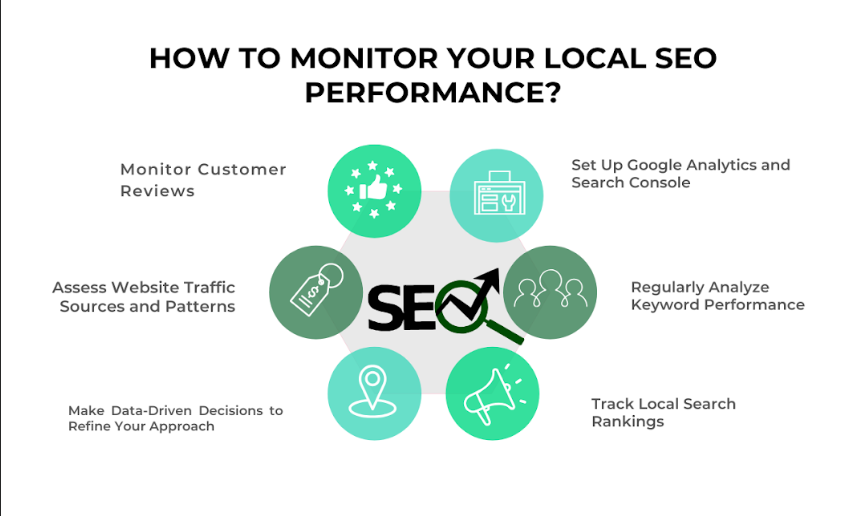 HOW TO MONITOR YOUR LOCAL SEO
PERFORMANCE?
Monitor Customer
Reviews
Set Up Google Analytics and
Search Console
Assess Website Traffic
Sources and Patterns
SEO
Regularly Analyze
Keyword Performance
Make Data-Driven Decisions to
Refine Your Approach
Track Local Search
Rankings